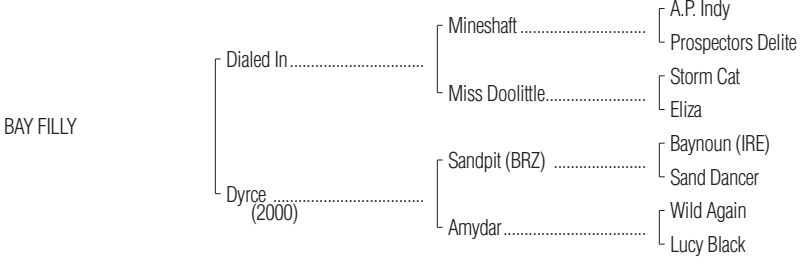 A.P. Indy
Mineshaft ..............................
Prospectors Delite
Dialed In................................
Storm Cat
Miss Doolittle........................
Eliza
BAY FILLY
Baynoun (IRE)
Sandpit (BRZ) ......................
Sand Dancer
Dyrce ....................................
(2000)
Wild Again
Amydar..................................
Lucy Black